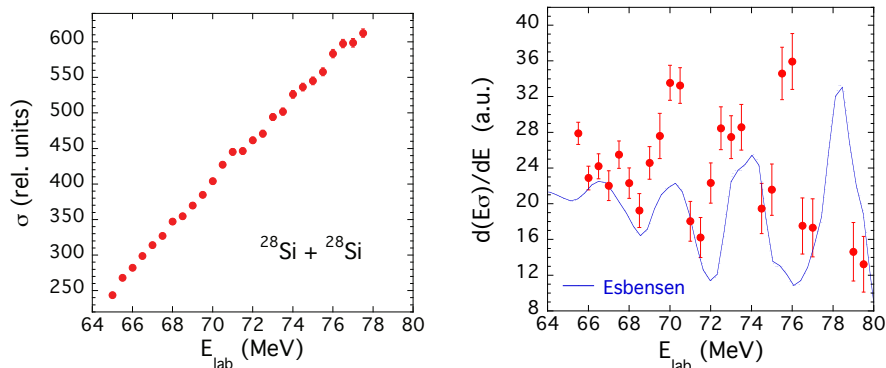 σ (rel. units)
600
550
500
450
400
350
300
250
64 66 68 70 72 74 76 78 80
E_lab (MeV)
²⁸Si + ²⁸Si
d(Eσ)/dE (a.u.)
40
36
32
28
24
20
16
12
8
64 66 68 70 72 74 76 78 80
E_lab (MeV)
Esbensen